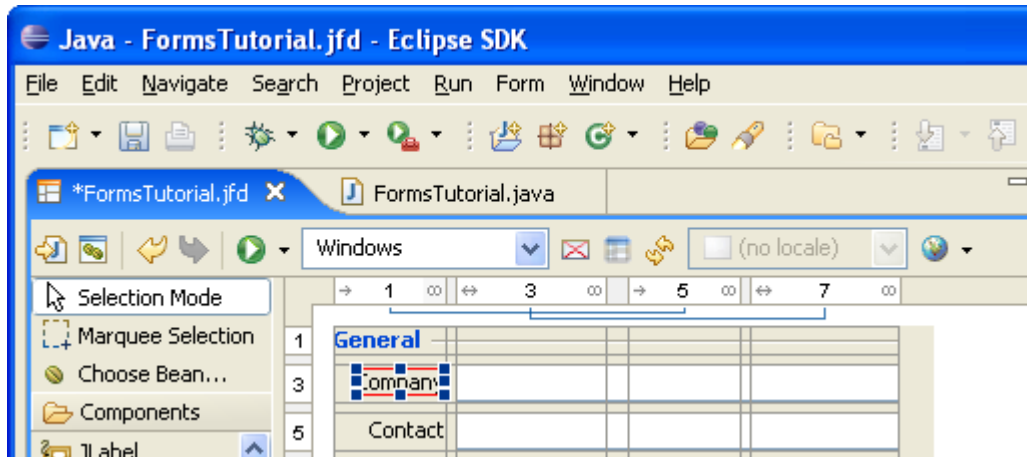 Java - FormsTutorial.jfd - Eclipse SDK
File Edit Navigate Search Project Run Form Window Help
*FormsTutorial.jfd FormsTutorial.java
Windows (no locale)
Selection Mode 1 3 5 7
Marquee Selection 1 General
Choose Bean... 3 Company
Components
5 Contact
JLabel